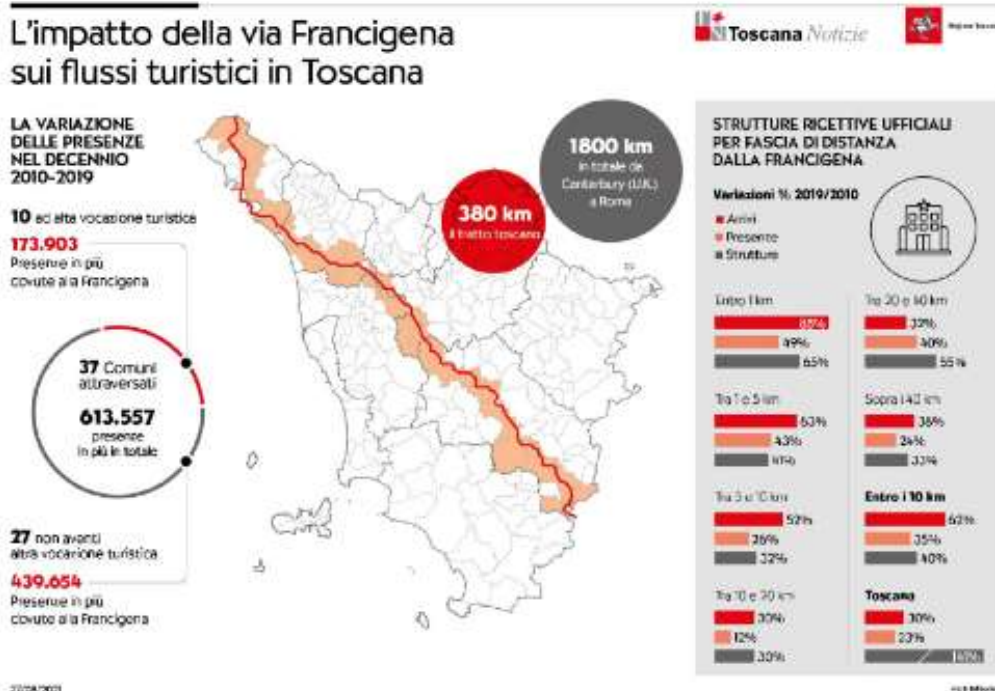 L'impatto della via Francigena
sui flussi turistici in Toscana
Toscana Notizie
LA VARIAZIONE
DELLE PRESENZE
NEL DECENNIO
2010-2019
10 ad alta vocazione turistica
173.903
Presenze in più
dovute alla Francigena
37 Comuni
attraversati
613.557
presenze
in più in totale
27 non aventi
altra vocazione turistica
439.654
Presenze in più
dovute alla Francigena
1800 km
in totale da
Canterbury (U.K.)
a Roma
380 km
il tratto toscano
STRUTTURE RICETTIVE UFFICIALI
PER FASCIA DI DISTANZA
DALLA FRANCIGENA
Variazioni % 2019/2010
Arrivi
Presenze
Strutture
Entro 1 km
49%
65%
Tra 1 e 5 km
63%
43%
41%
Tra 5 e 10 km
52%
26%
32%
Tra 10 e 20 km
30%
12%
30%
Tra 20 e 40 km
32%
40%
55%
Sopra i 40 km
36%
24%
33%
Entro i 10 km
62%
35%
40%
Toscana
30%
23%